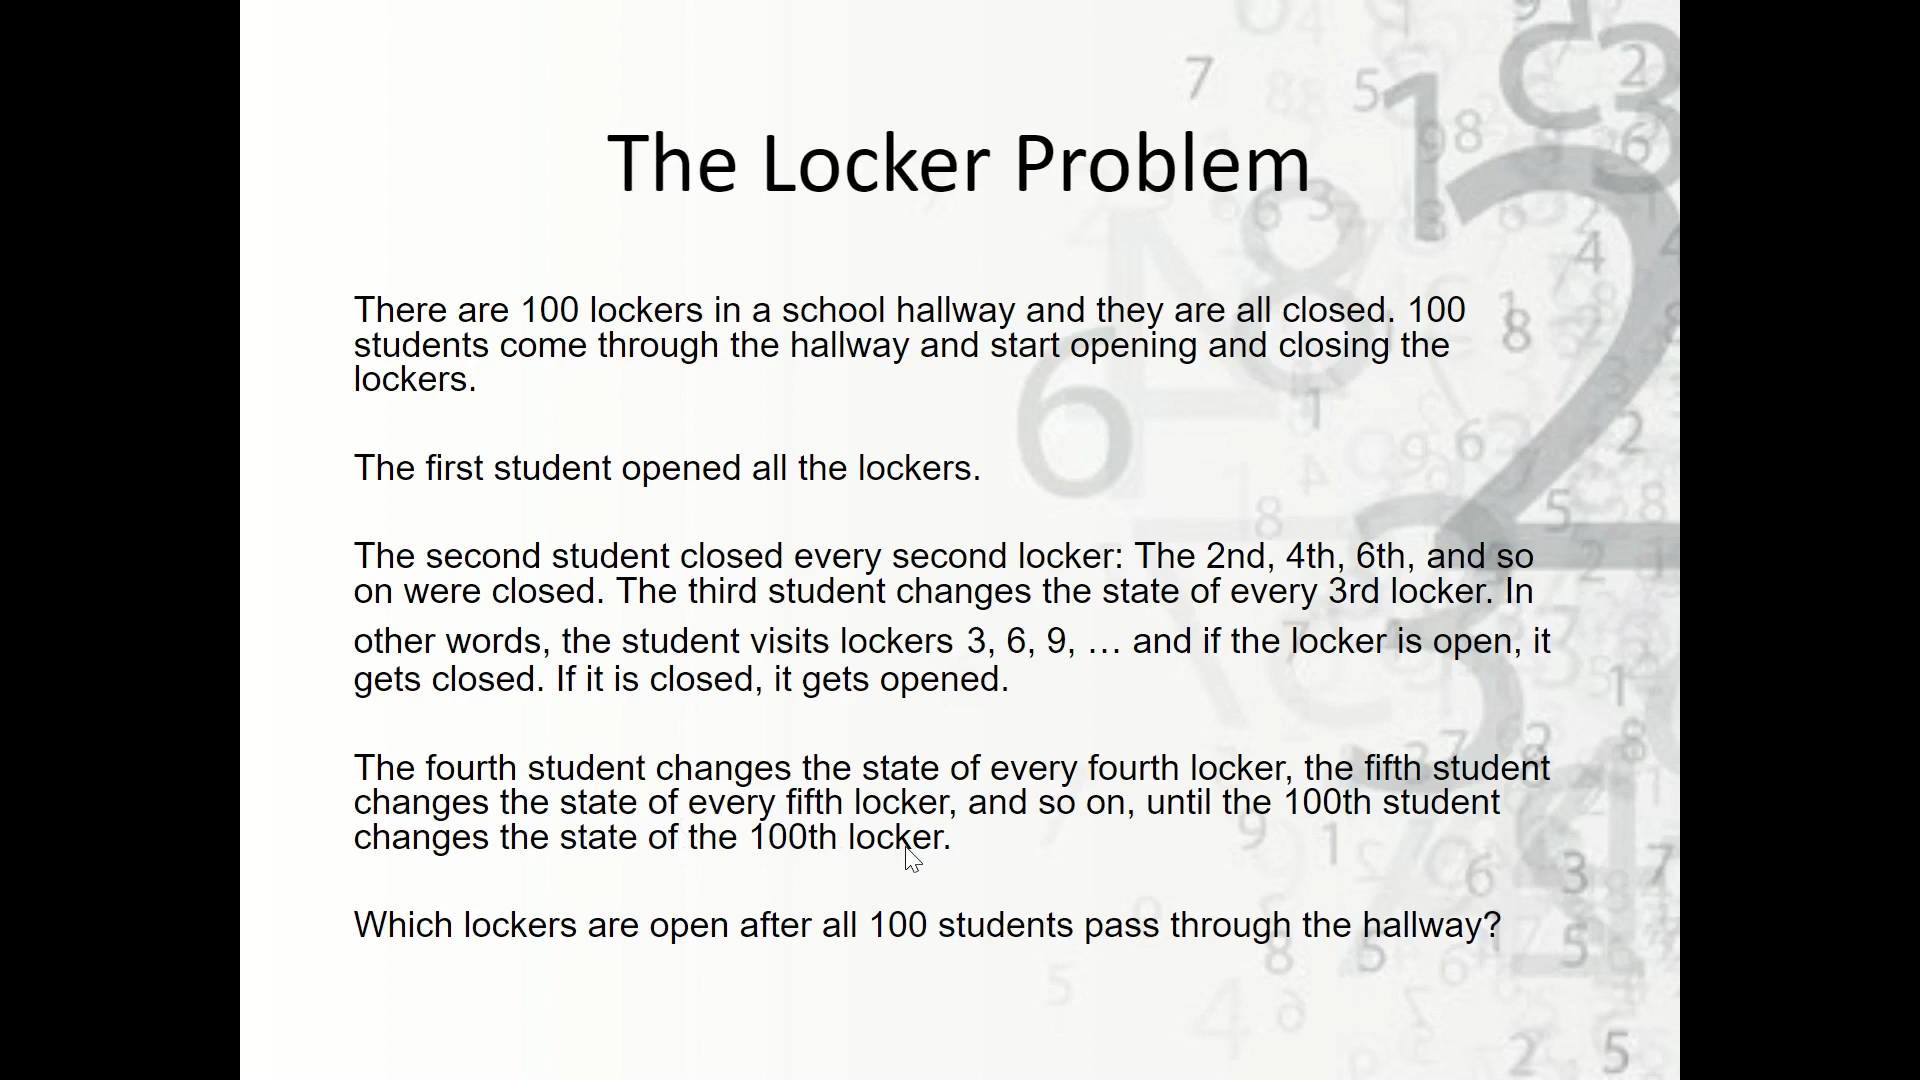 The Locker Problem
There are 100 lockers in a school hallway and they are all closed. 100
students come through the hallway and start opening and closing the
lockers.
The first student opened all the lockers.
The second student closed every second locker: The 2nd, 4th, 6th, and so
on were closed. The third student changes the state of every 3rd locker. In
other words, the student visits lockers 3, 6, 9, … and if the locker is open, it
gets closed. If it is closed, it gets opened.
The fourth student changes the state of every fourth locker, the fifth student
changes the state of every fifth locker, and so on, until the 100th student
changes the state of the 100th locker.
Which lockers are open after all 100 students pass through the hallway?